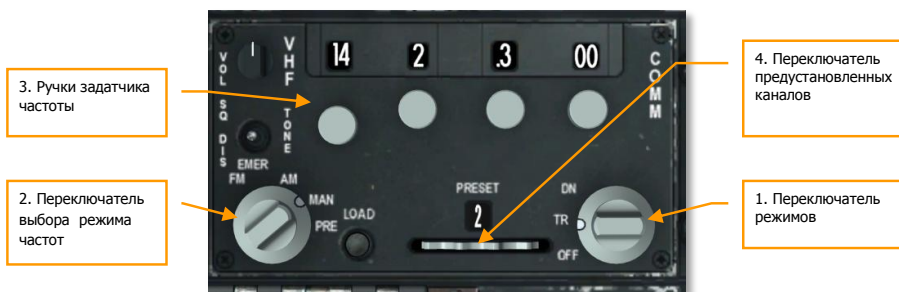 3. Ручки задатчика
частоты
2. Переключатель
выбора режима
частот
VHF
COMM
VOL
SQ DIS
TONE
14 2 .3 00
EMER
FM
AM
MAN
PRE
LOAD
PRESET
2
DN
TR
OFF
4. Переключатель
предустановленных
каналов
1. Переключатель
режимов